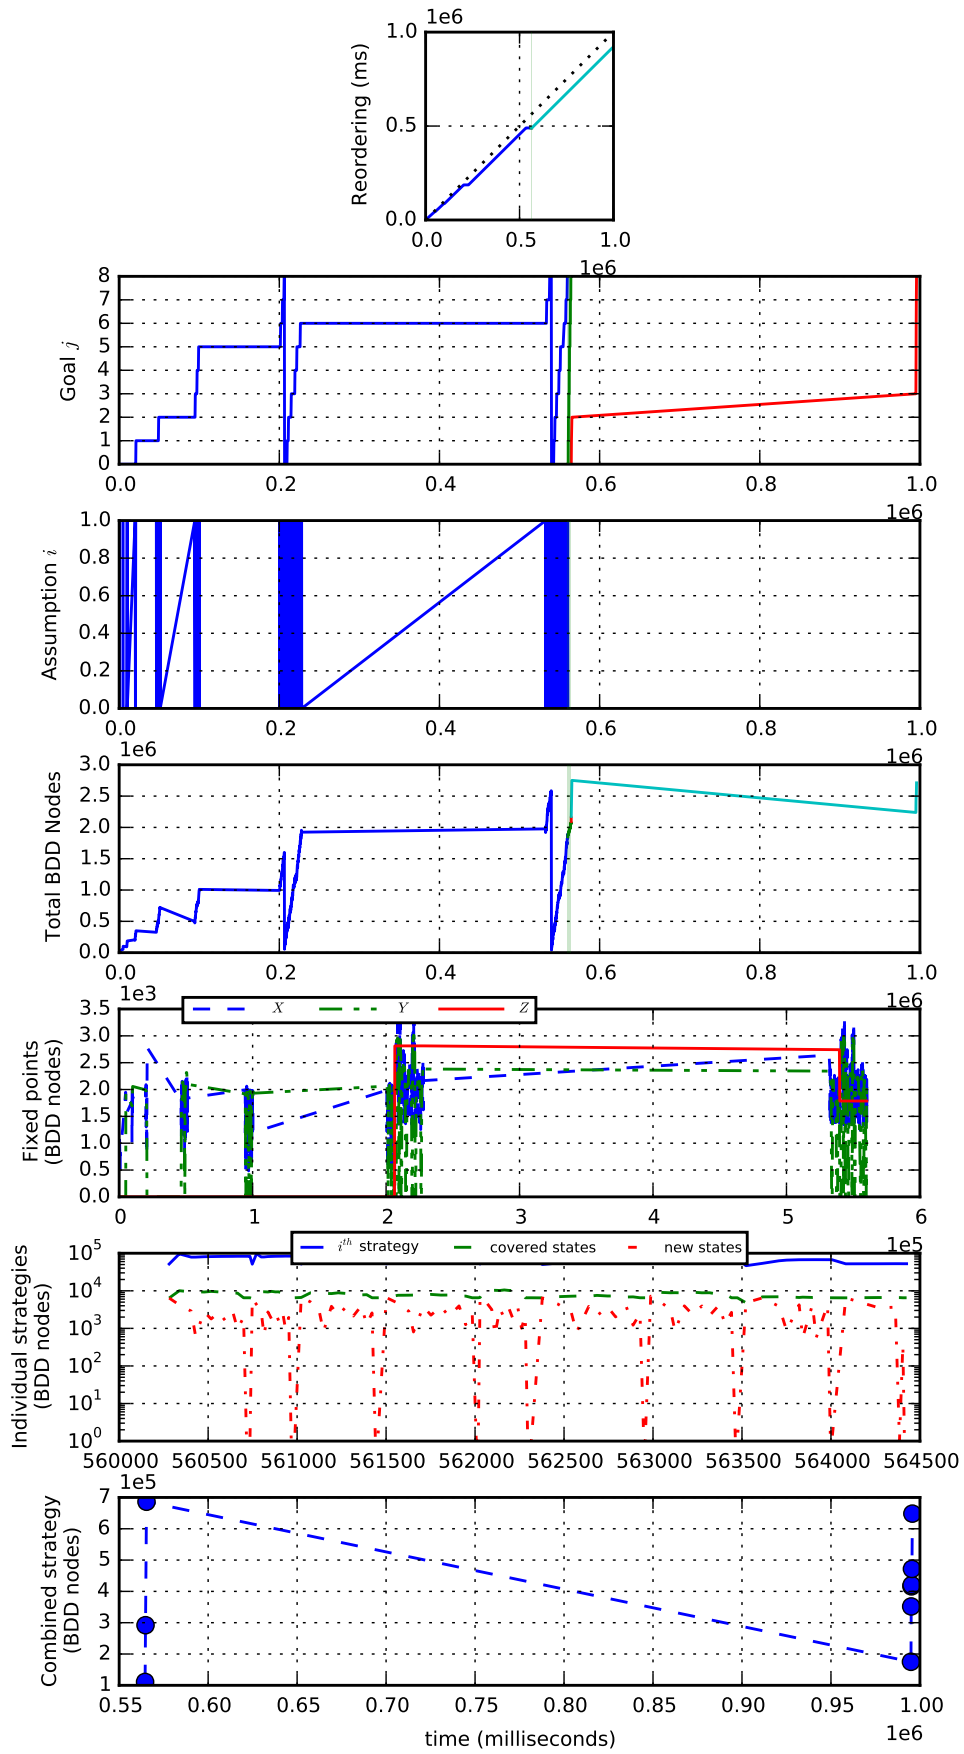 1e6
1.0
Reordering (ms)
0.5
0.0
0.0 0.5 1.0
1e6
8
7
6
5
4
3
2
1
0
Goal j
0.0 0.2 0.4 0.6 0.8 1.0
1e6
1.0
0.8
0.6
0.4
0.2
0.0
Assumption i
0.0 0.2 0.4 0.6 0.8 1.0
1e6
1e6
3.0
2.5
2.0
1.5
1.0
0.5
0.0
Total BDD Nodes
0.0 0.2 0.4 0.6 0.8 1.0
1e6
1e3
X Y Z
3.5
3.0
2.5
2.0
1.5
1.0
0.5
0.0
Fixed points
(BDD nodes)
0 1 2 3 4 5 6
1e5
i^th strategy covered states new states
10^5
10^4
10^3
10^2
10^1
10^0
Individual strategies
(BDD nodes)
560000 560500 561000 561500 562000 562500 563000 563500 564000 564500
1e5
7
6
5
4
3
2
1
Combined strategy
(BDD nodes)
0.55 0.60 0.65 0.70 0.75 0.80 0.85 0.90 0.95 1.00
time (milliseconds)
1e6